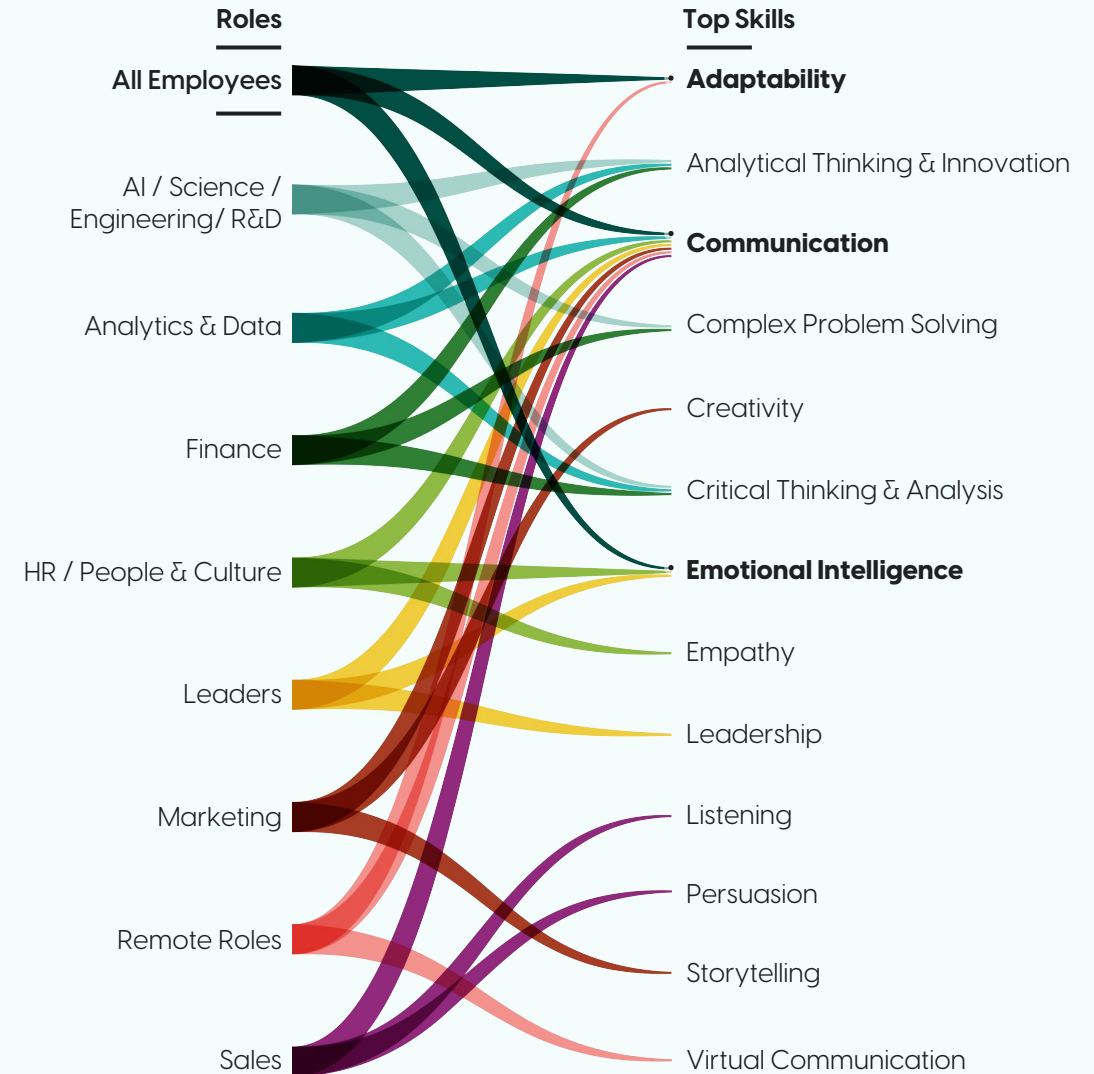 Roles
All Employees
AI / Science /
Engineering/ R&D
Analytics & Data
Finance
HR / People & Culture
Leaders
Marketing
Remote Roles
Sales
Top Skills
Adaptability
Analytical Thinking & Innovation
Communication
Complex Problem Solving
Creativity
Critical Thinking & Analysis
Emotional Intelligence
Empathy
Leadership
Listening
Persuasion
Storytelling
Virtual Communication